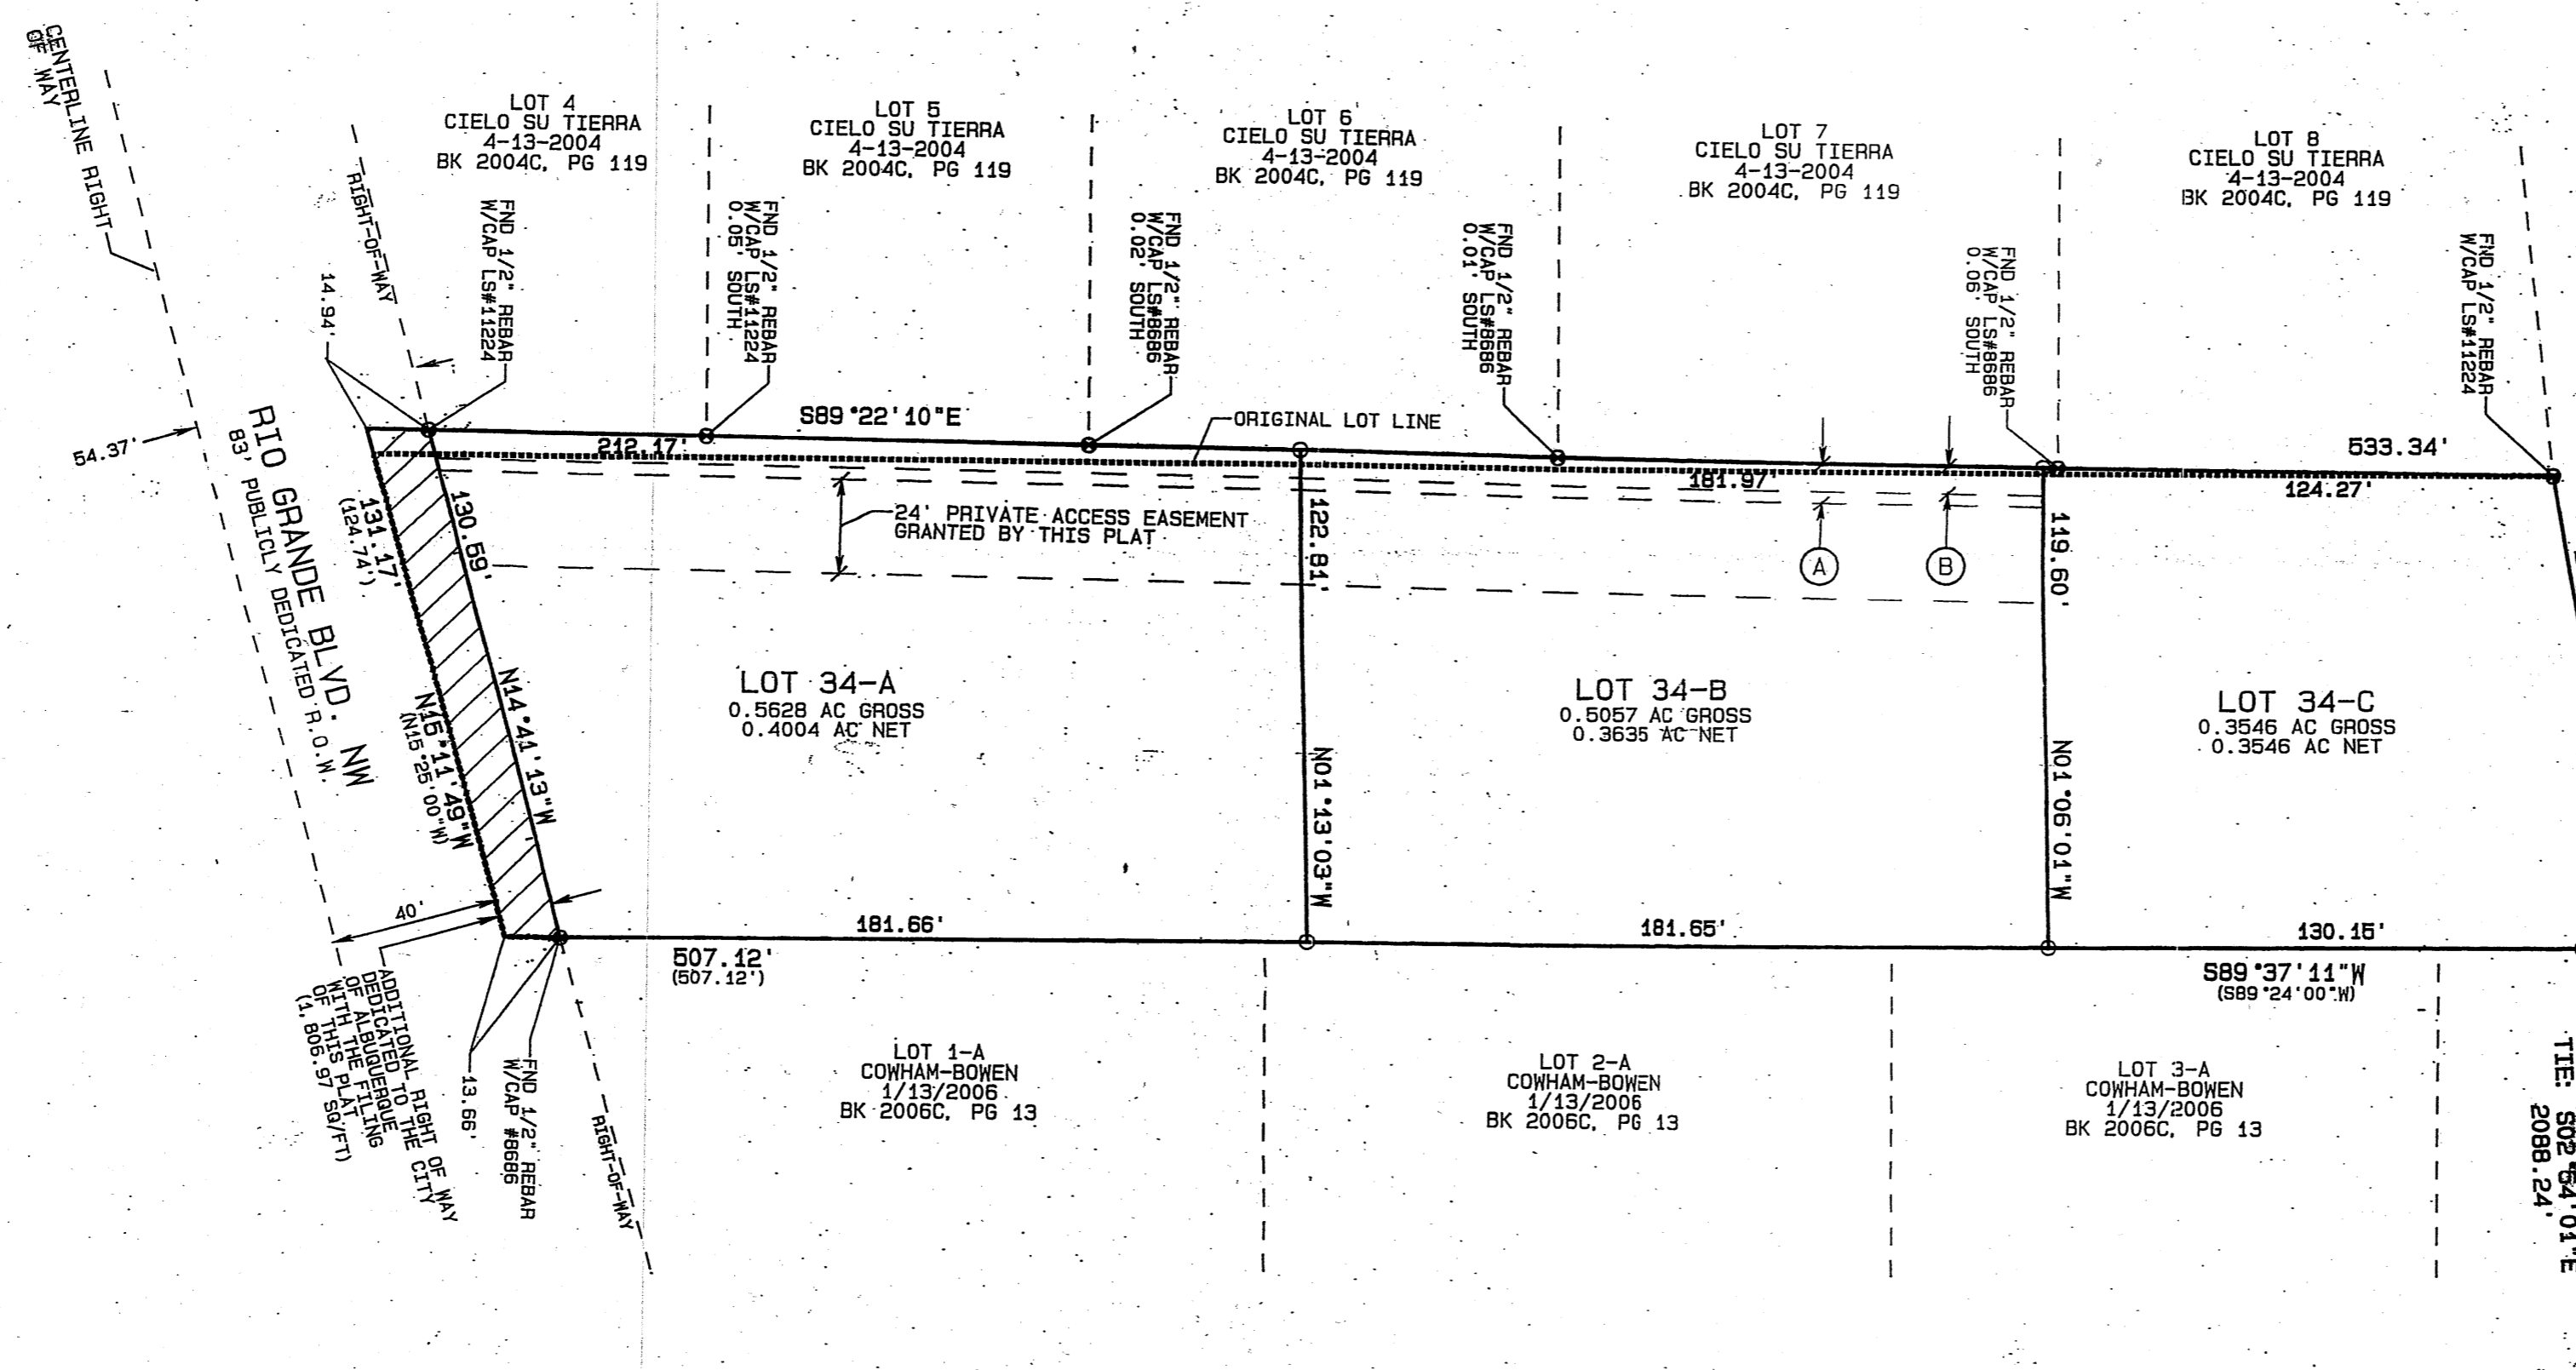 CENTERLINE RIGHT
OF WAY
RIGHT-OF-WAY
LOT 4
CIELO SU TIERRA
4-13-2004
BK 2004C, PG 119
LOT 5
CIELO SU TIERRA
4-13-2004
BK 2004C, PG 119
LOT 6
CIELO SU TIERRA
4-13-2004
BK 2004C, PG 119
LOT 7
CIELO SU TIERRA
4-13-2004
BK 2004C, PG 119
LOT 8
CIELO SU TIERRA
4-13-2004
BK 2004C, PG 119
FND 1/2" REBAR
W/CAP LS#11224
FND 1/2" REBAR
W/CAP LS#11224
0.05' SOUTH
FND 1/2" REBAR
W/CAP LS#8686
0.02' SOUTH
FND 1/2" REBAR
W/CAP LS#8686
0.01' SOUTH
FND 1/2" REBAR
W/CAP LS#8686
0.06' SOUTH
FND 1/2" REBAR
W/CAP LS#11224
14.94'
54.37'
RIO GRANDE BLVD. NW
83' PUBLICLY DEDICATED R.O.W.
S89°22'10"E
212.17'
ORIGINAL LOT LINE
181.97'
533.34'
124.27'
131.17'
(124.74')
130.59'
24' PRIVATE ACCESS EASEMENT
GRANTED BY THIS PLAT
122.81'
A
B
119.60'
N15°11'49"W
(N15°25'00"W)
N14°41'13"W
LOT 34-A
0.5628 AC GROSS
0.4004 AC NET
N01°13'03"W
LOT 34-B
0.5057 AC GROSS
0.3635 AC NET
N01°06'01"W
LOT 34-C
0.3546 AC GROSS
0.3546 AC NET
40'
181.66'
181.65'
130.15'
507.12'
(507.12')
S89°37'11"W
(S89°24'00"W)
ADDITIONAL RIGHT OF WAY
DEDICATED TO THE CITY
OF ALBUQUERQUE
WITH THE FILING
OF THIS PLAT
(1,806.97 SQ/FT)
13.66'
FND 1/2" REBAR
W/CAP #8686
RIGHT-OF-WAY
LOT 1-A
COWHAM-BOWEN
1/13/2006
BK 2006C, PG 13
LOT 2-A
COWHAM-BOWEN
1/13/2006
BK 2006C, PG 13
LOT 3-A
COWHAM-BOWEN
1/13/2006
BK 2006C, PG 13
TIE: S02°54'01"E
2088.24'